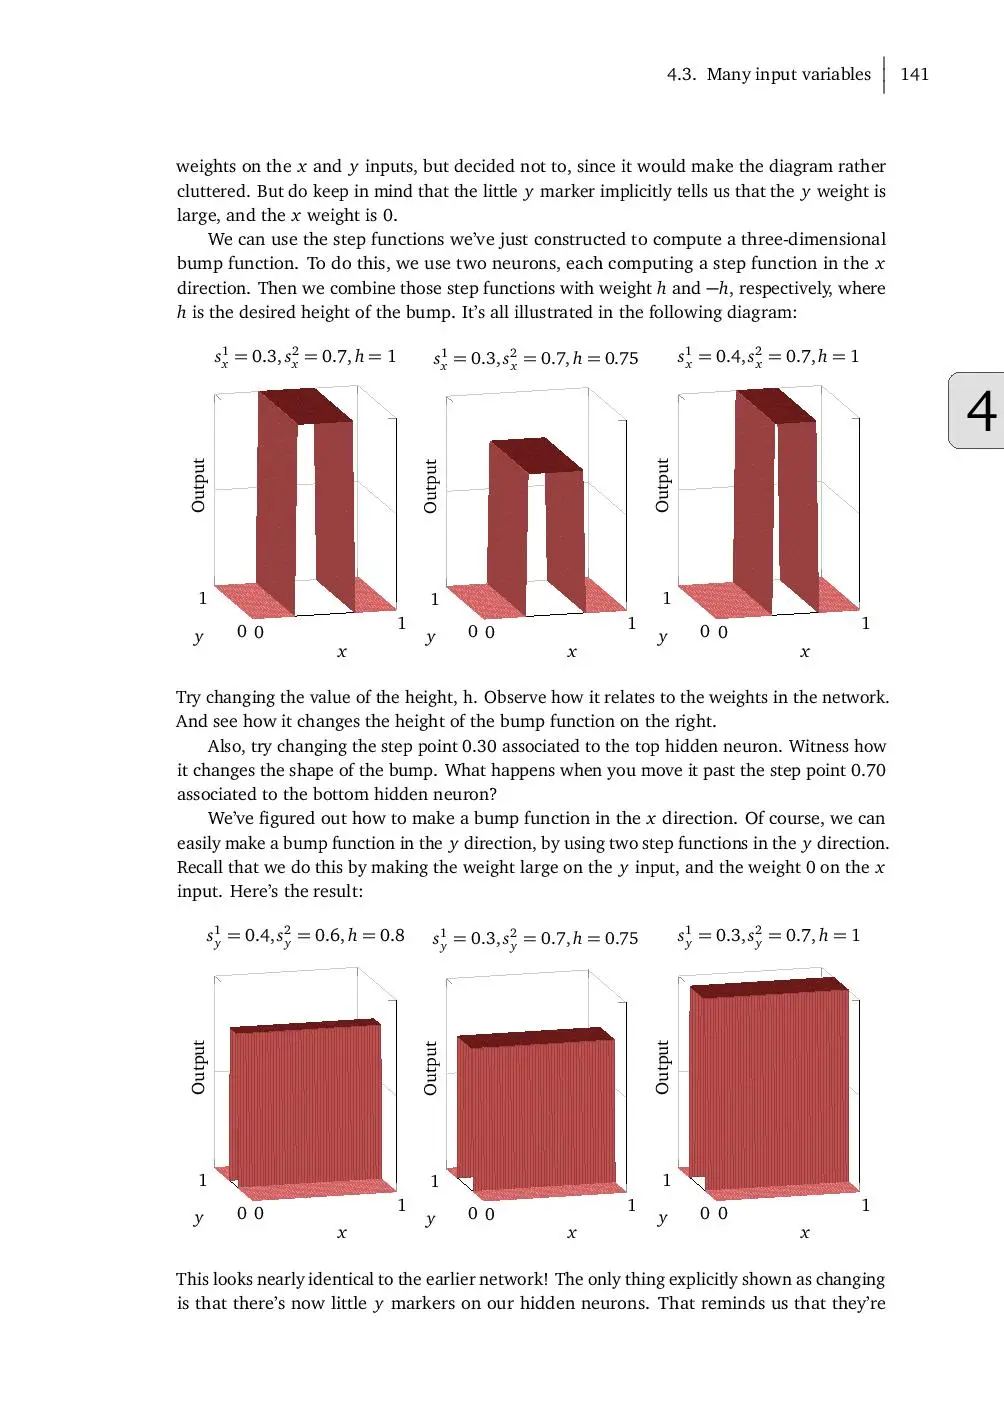 4.3. Many input variables 141
weights on the x and y inputs, but decided not to, since it would make the diagram rather
cluttered. But do keep in mind that the little y marker implicitly tells us that the y weight is
large, and the x weight is 0.
We can use the step functions we've just constructed to compute a three-dimensional
bump function. To do this, we use two neurons, each computing a step function in the x
direction. Then we combine those step functions with weight h and −h, respectively, where
h is the desired height of the bump. It's all illustrated in the following diagram:
s_x^1 = 0.3, s_x^2 = 0.7, h = 1
Output
1
y
0 0
x
1
s_x^1 = 0.3, s_x^2 = 0.7, h = 0.75
Output
1
y
0 0
x
1
s_x^1 = 0.4, s_x^2 = 0.7, h = 1
Output
1
y
0 0
x
1
4
Try changing the value of the height, h. Observe how it relates to the weights in the network.
And see how it changes the height of the bump function on the right.
Also, try changing the step point 0.30 associated to the top hidden neuron. Witness how
it changes the shape of the bump. What happens when you move it past the step point 0.70
associated to the bottom hidden neuron?
We've figured out how to make a bump function in the x direction. Of course, we can
easily make a bump function in the y direction, by using two step functions in the y direction.
Recall that we do this by making the weight large on the y input, and the weight 0 on the x
input. Here's the result:
s_y^1 = 0.4, s_y^2 = 0.6, h = 0.8
Output
1
y
0 0
x
1
s_y^1 = 0.3, s_y^2 = 0.7, h = 0.75
Output
1
y
0 0
x
1
s_y^1 = 0.3, s_y^2 = 0.7, h = 1
Output
1
y
0 0
x
1
This looks nearly identical to the earlier network! The only thing explicitly shown as changing
is that there's now little y markers on our hidden neurons. That reminds us that they're